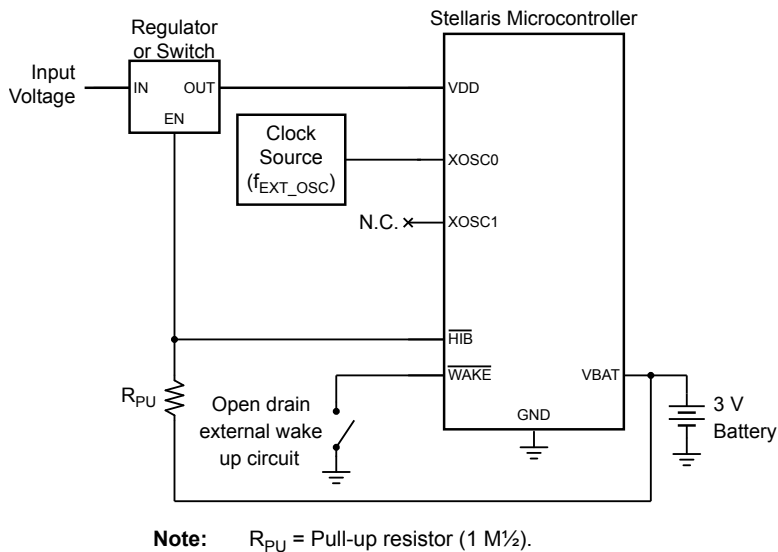 Stellaris Microcontroller
Regulator
or Switch
Input
Voltage
IN
OUT
EN
VDD
Clock
Source
(fEXT_OSC)
XOSC0
N.C.
XOSC1
HIB
WAKE
VBAT
RPU
Open drain
external wake
up circuit
GND
3 V
Battery
Note: RPU = Pull-up resistor (1 M½).